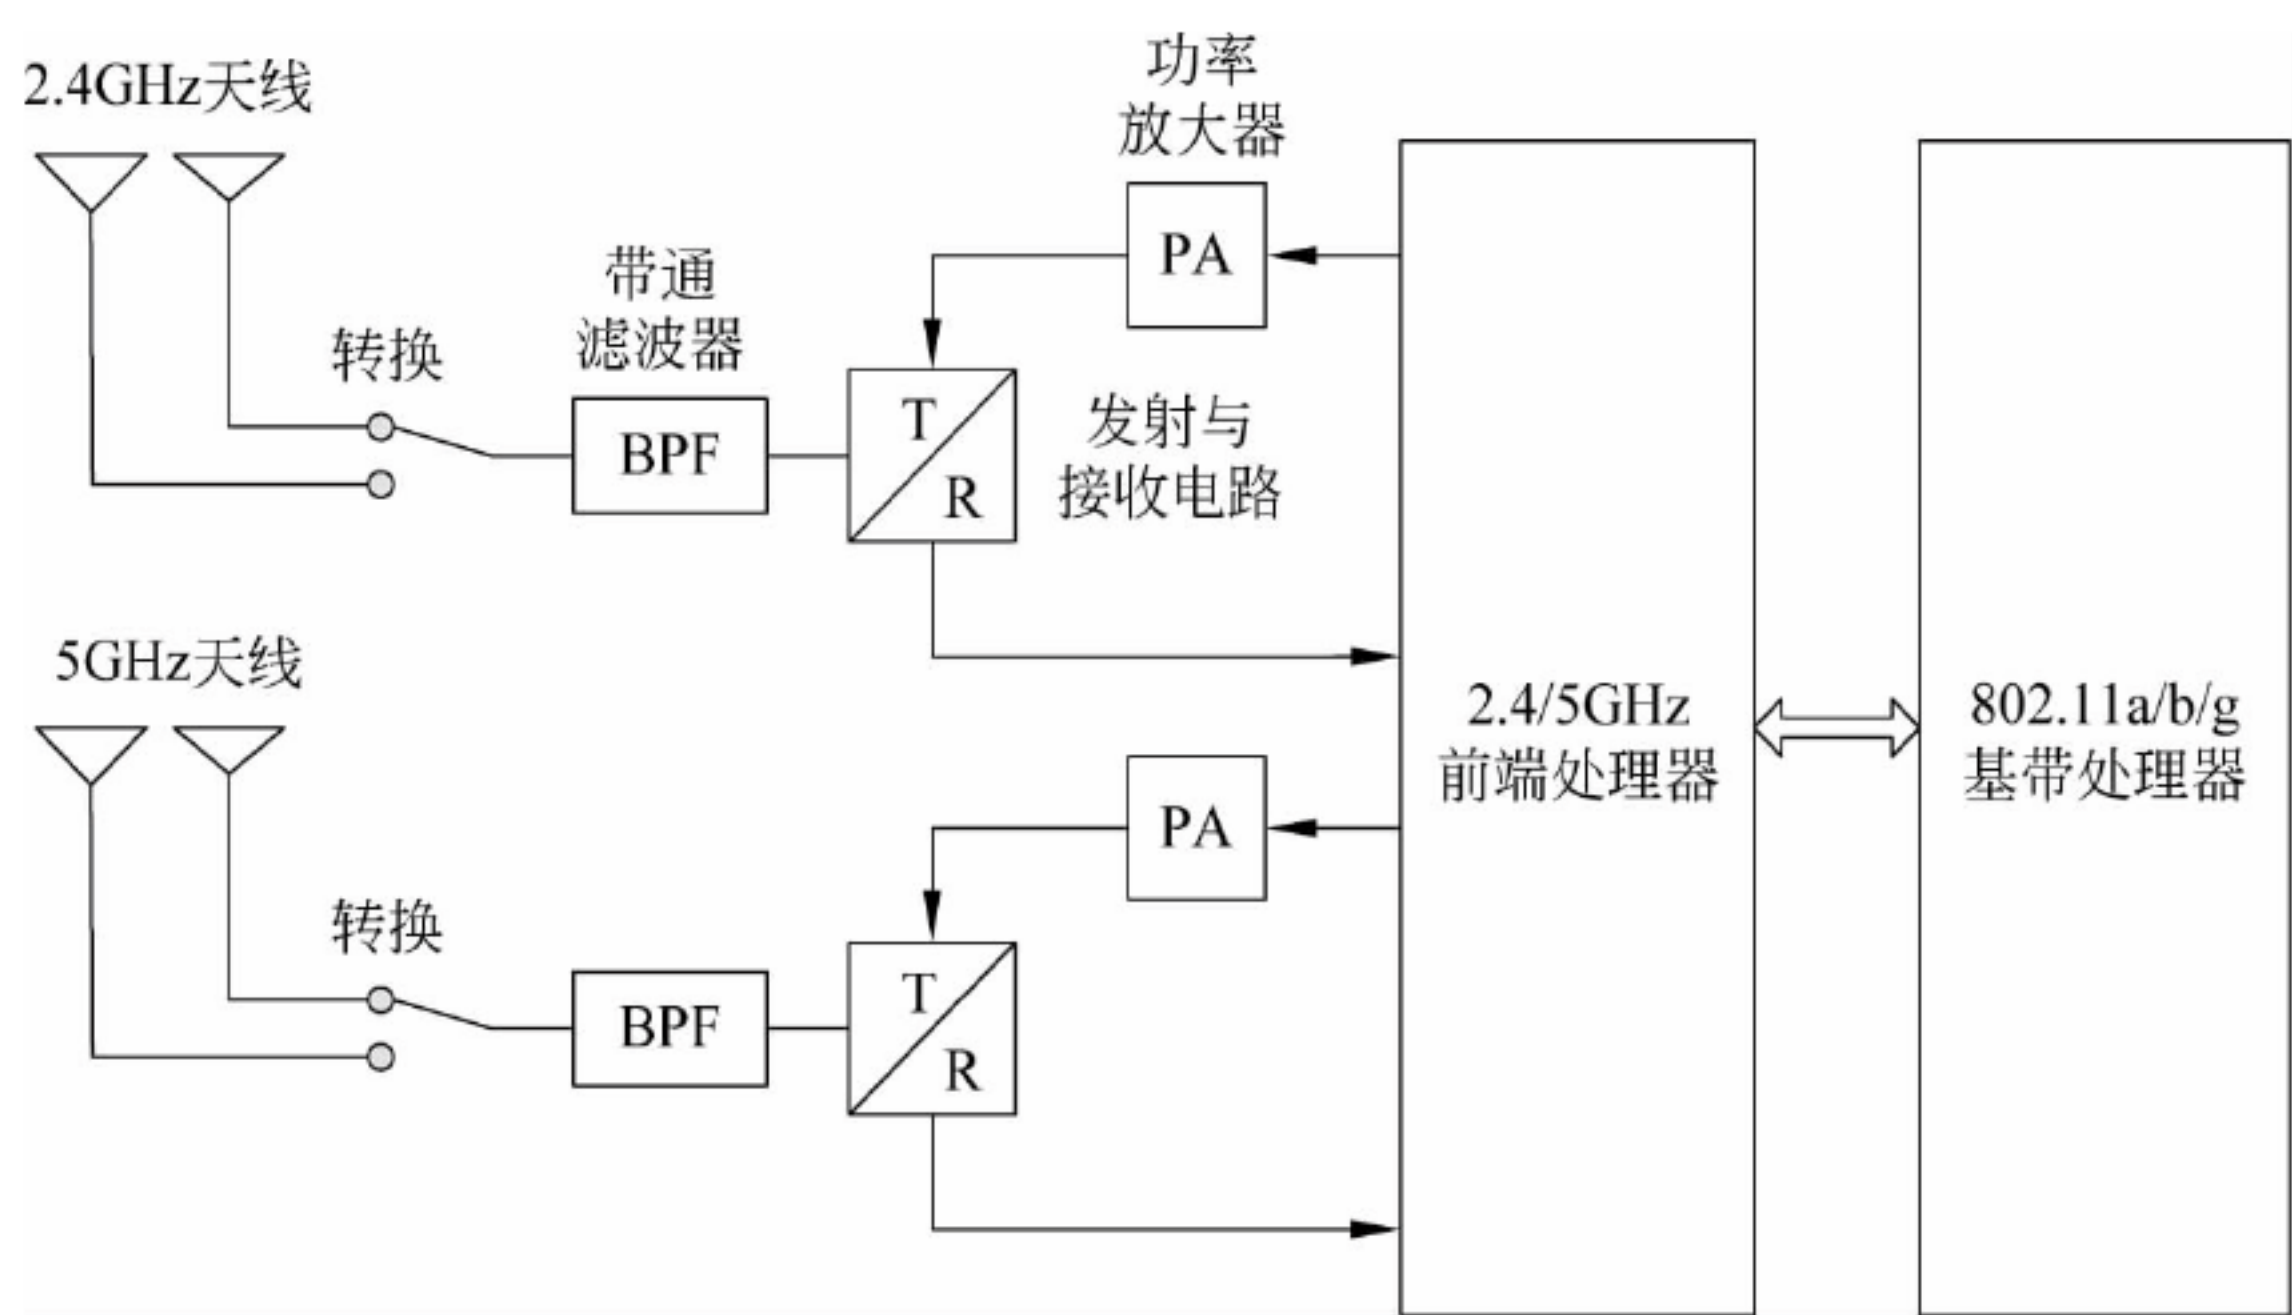 2.4GHz天线
功率
放大器
PA
带通
滤波器
转换
BPF
T
R
发射与
接收电路
5GHz天线
2.4/5GHz
前端处理器
802.11a/b/g
基带处理器
PA
转换
BPF
T
R